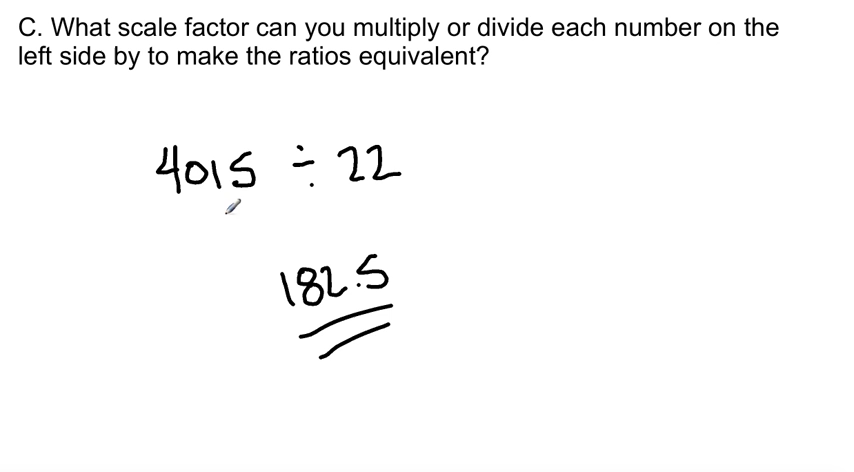 C. What scale factor can you multiply or divide each number on the
left side by to make the ratios equivalent?
4015 ÷ 22
182.5